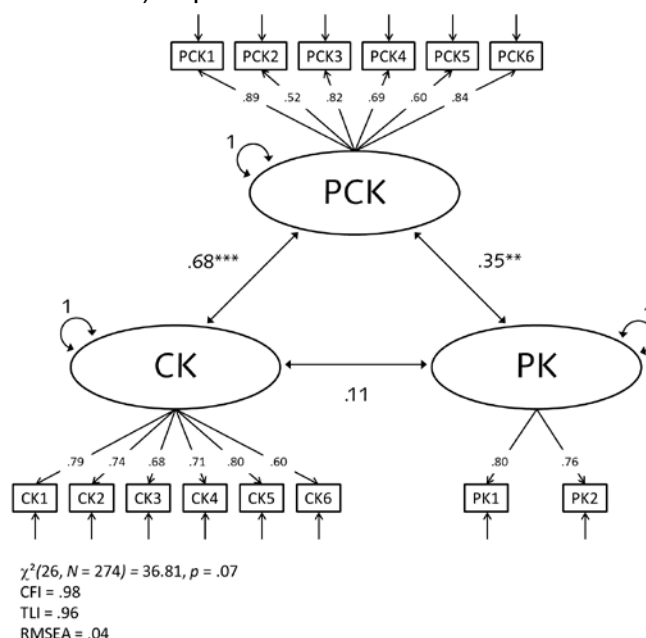 PCK1 PCK2 PCK3 PCK4 PCK5 PCK6
.89 .52 .82 .69 .60 .84
1
PCK
.68*** .35**
1
CK PK
.11
.79 .74 .68 .71 .80 .60 .80 .76
CK1 CK2 CK3 CK4 CK5 CK6 PK1 PK2
χ²(26, N = 274) = 36.81, p = .07
CFI = .98
TLI = .96
RMSEA = .04